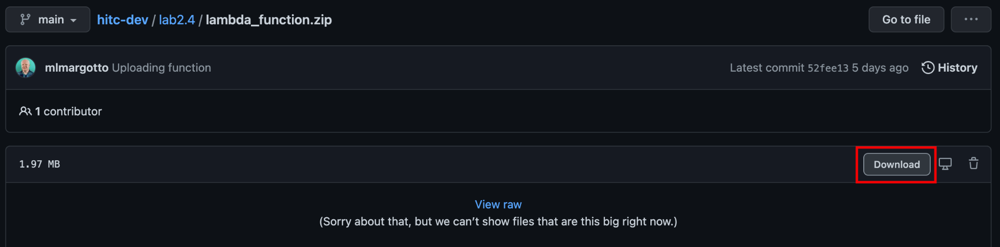 main hitc-dev / lab2.4 / lambda_function.zip Go to file ...
mlmargotto Uploading function Latest commit 52fee13 5 days ago History
1 contributor
1.97 MB Download
View raw
(Sorry about that, but we can’t show files that are this big right now.)